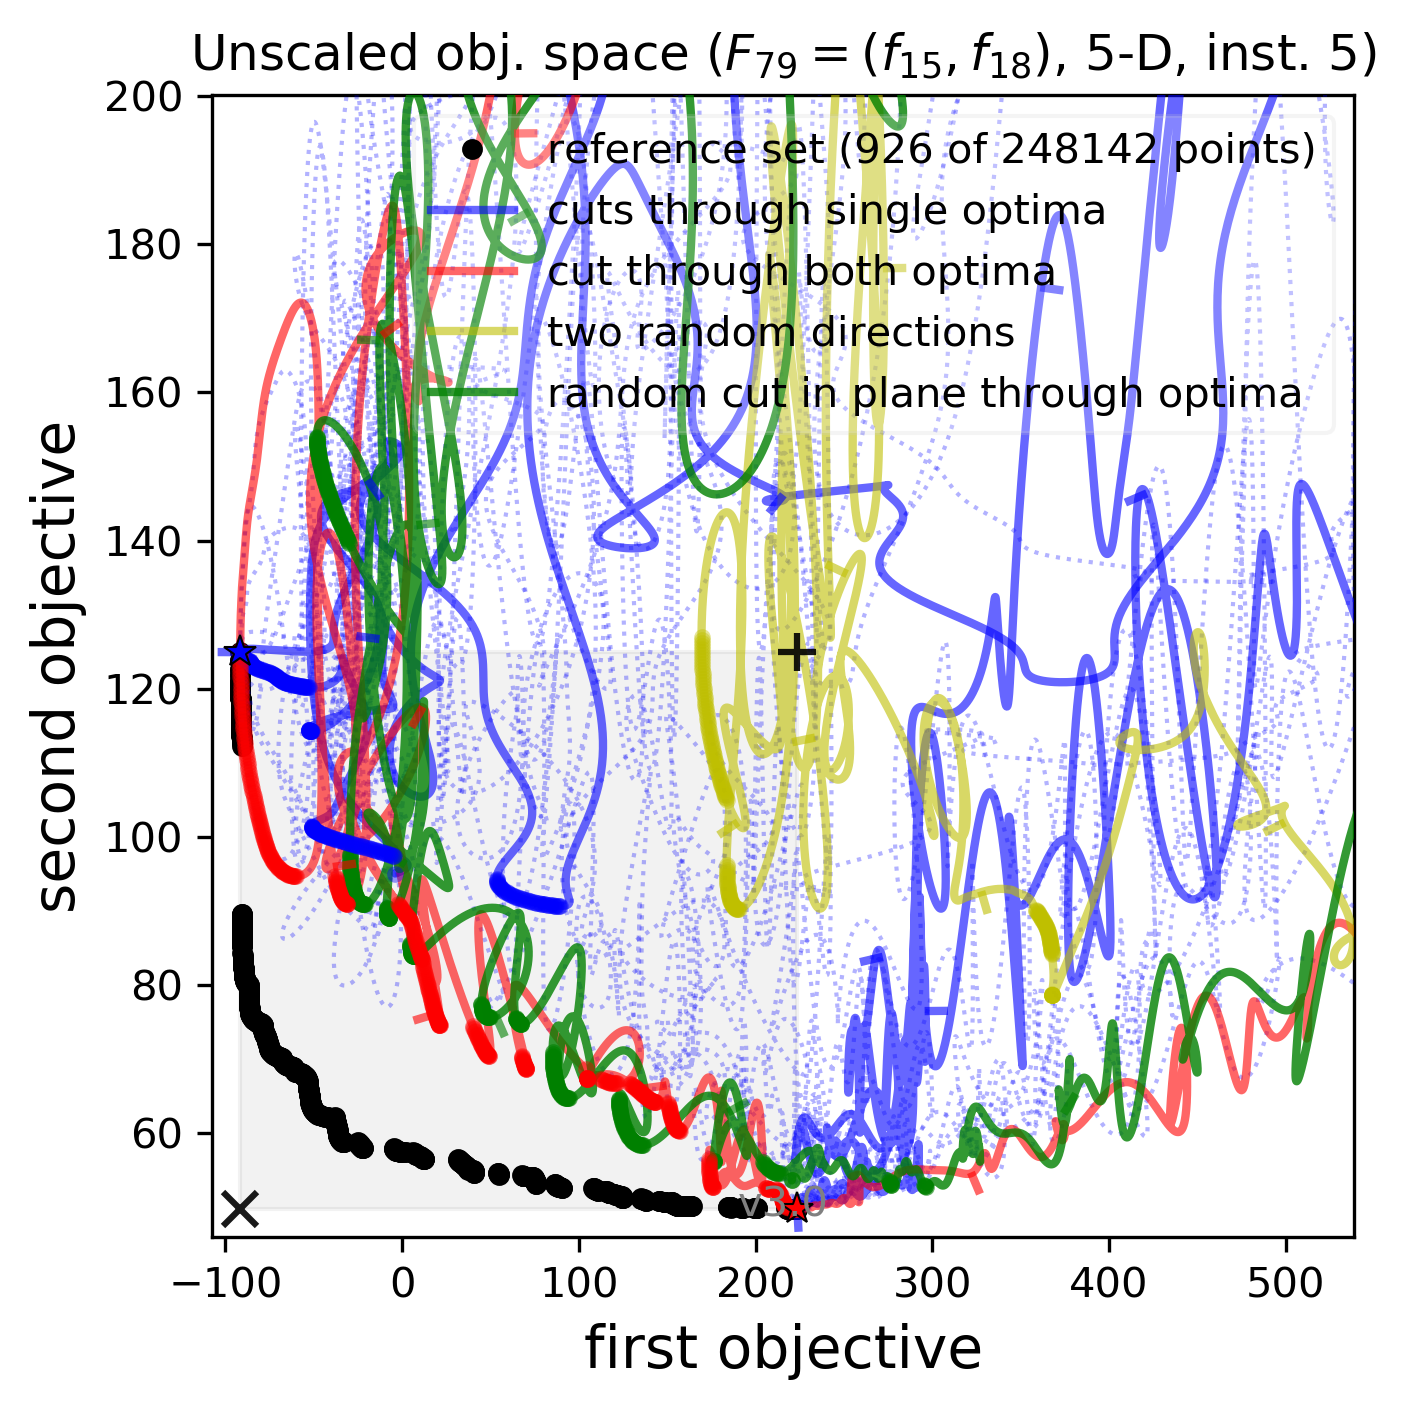 Unscaled obj. space (F₇₉ = (f₁₅, f₁₈), 5-D, inst. 5)
200
180
160
140
120
100
80
60
second objective
reference set (926 of 248142 points)
cuts through single optima
cut through both optima
two random directions
random cut in plane through optima
v3.0
−100 0 100 200 300 400 500
first objective